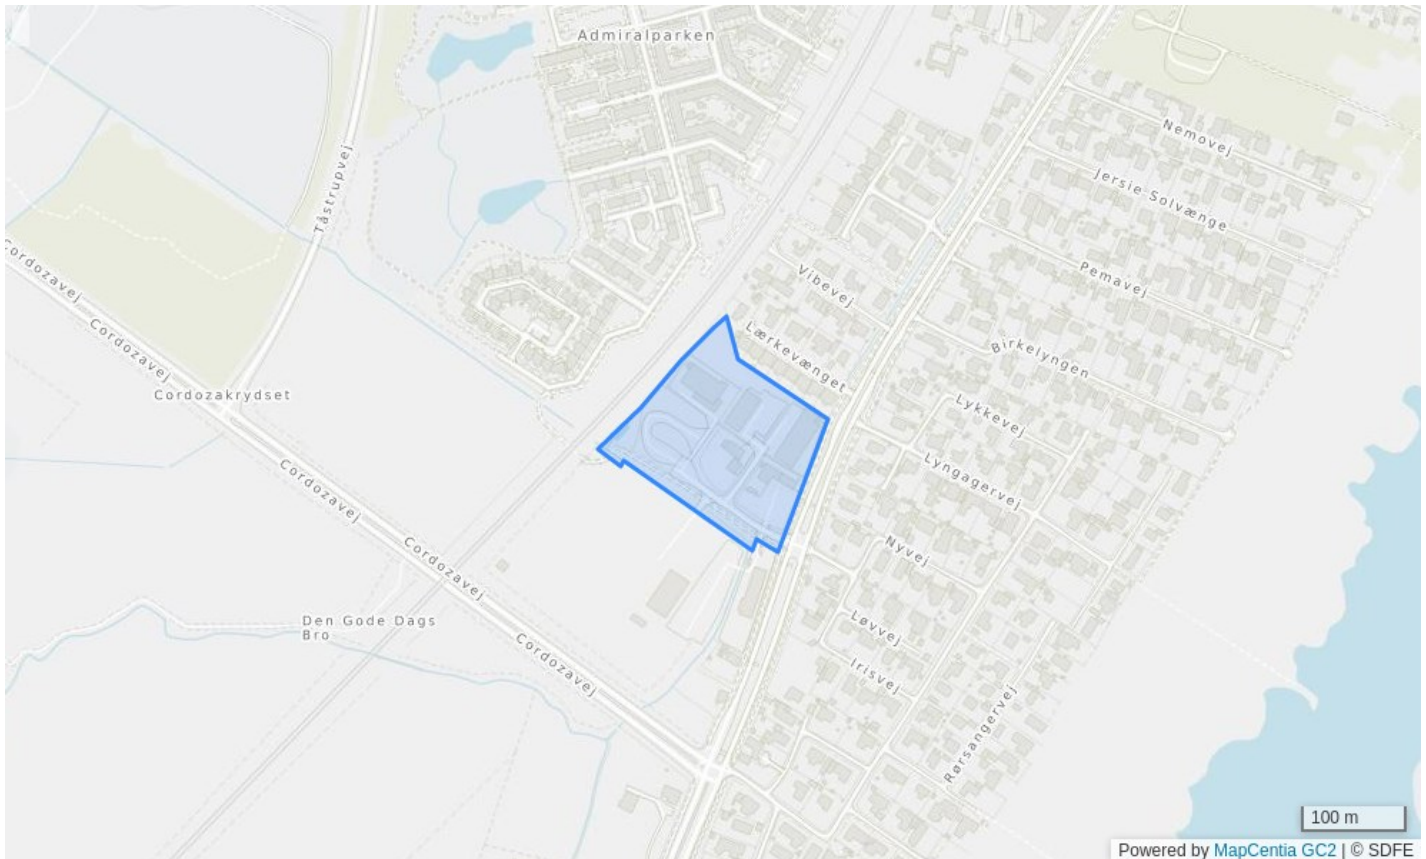 Admiralparken
Nemovej
Tåstrupvej
Jersie Solvænge
Cordozavej
Vibevej
Pemavej
Cordozavej
Lærkevænget
Birkelyngen
Cordozakrydset
Lykkevej
Lyngagervej
Cordozavej
Cordozavej
Nyvej
Den Gode Dags
Bro
Løvvej
Cordozavej
Irisvej
Rørsangervej
100 m
Powered by MapCentia GC2 | © SDFE